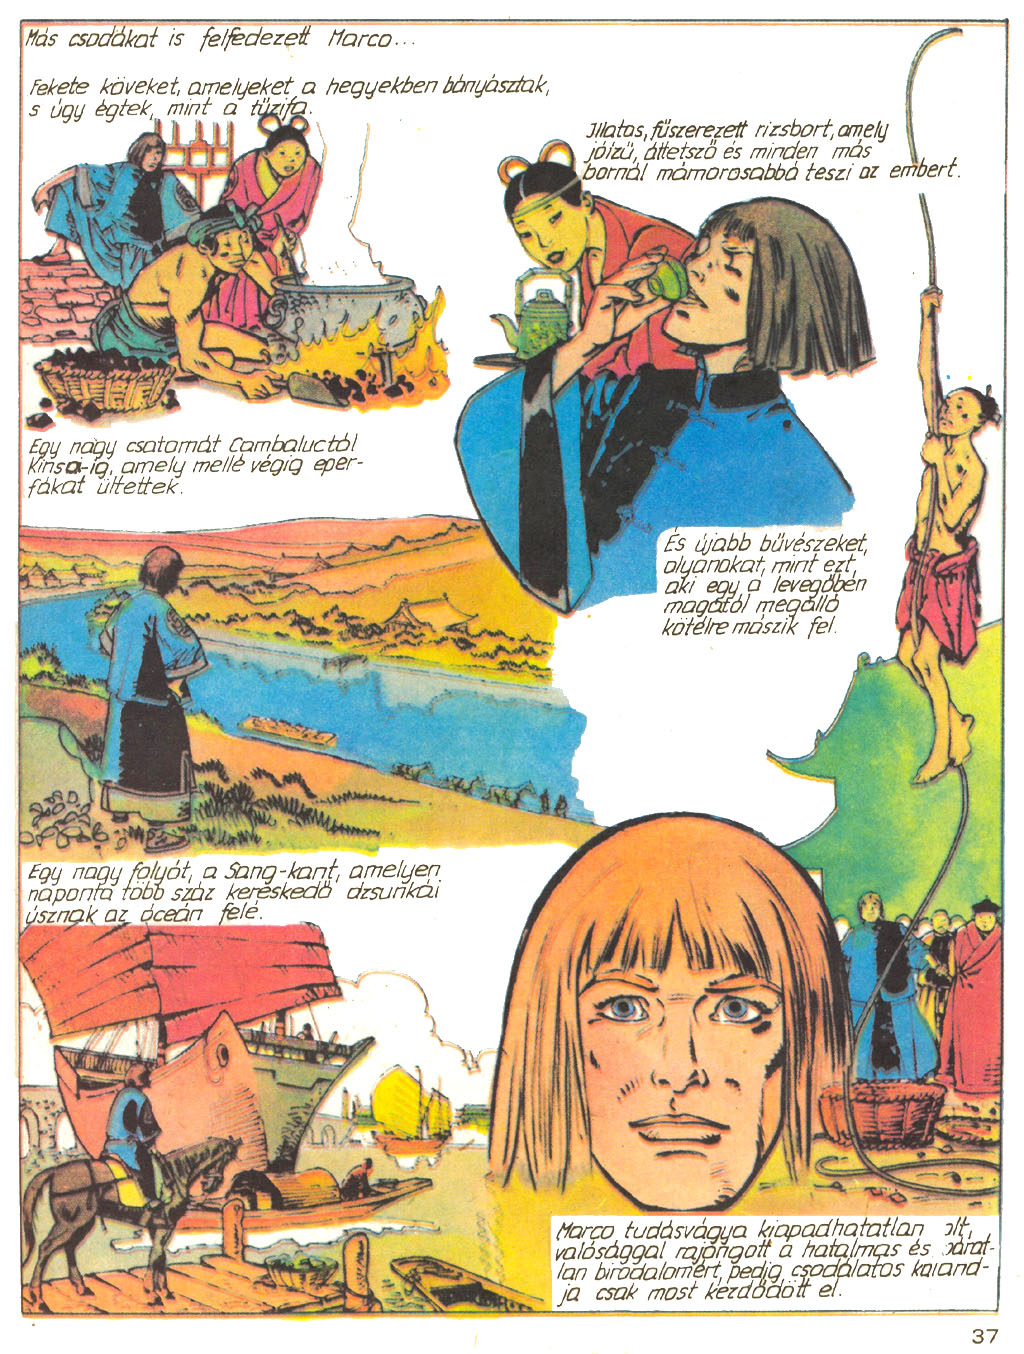 Más csodákat is felfedezett Marco...
Fekete köveket, amelyeket a hegyekben bányásztak,
s úgy égtek, mint a tűzifa.
Illatos, fűszerezett rizsbort, amely
jóízű, áttetsző és minden más
bornál mámorosabbá teszi az embert.
Egy nagy csatornát Cambaluctól
Kinsa-ig, amely mellé végig eper-
fákat ültettek.
És újabb bűvészeket,
olyanokat, mint ezt,
aki egy a levegőben
magától megálló
kötélre mászik fel.
Egy nagy folyót, a Sang-kant, amelyen
naponta több száz kereskedő dzsunkái
úsznak az óceán felé.
Marco tudásvágya kiapadhatatlan olt,
valósággal rajongott a hatalmas és párat-
lan birodalomért, pedig csodálatos kaland-
ja csak most kezdődött el.
37